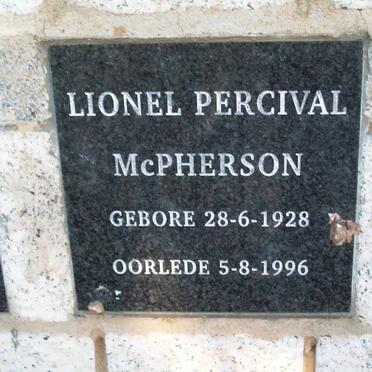 LIONEL PERCIVAL
McPHERSON
GEBORE 28-6-1928
OORLEDE 5-8-1996